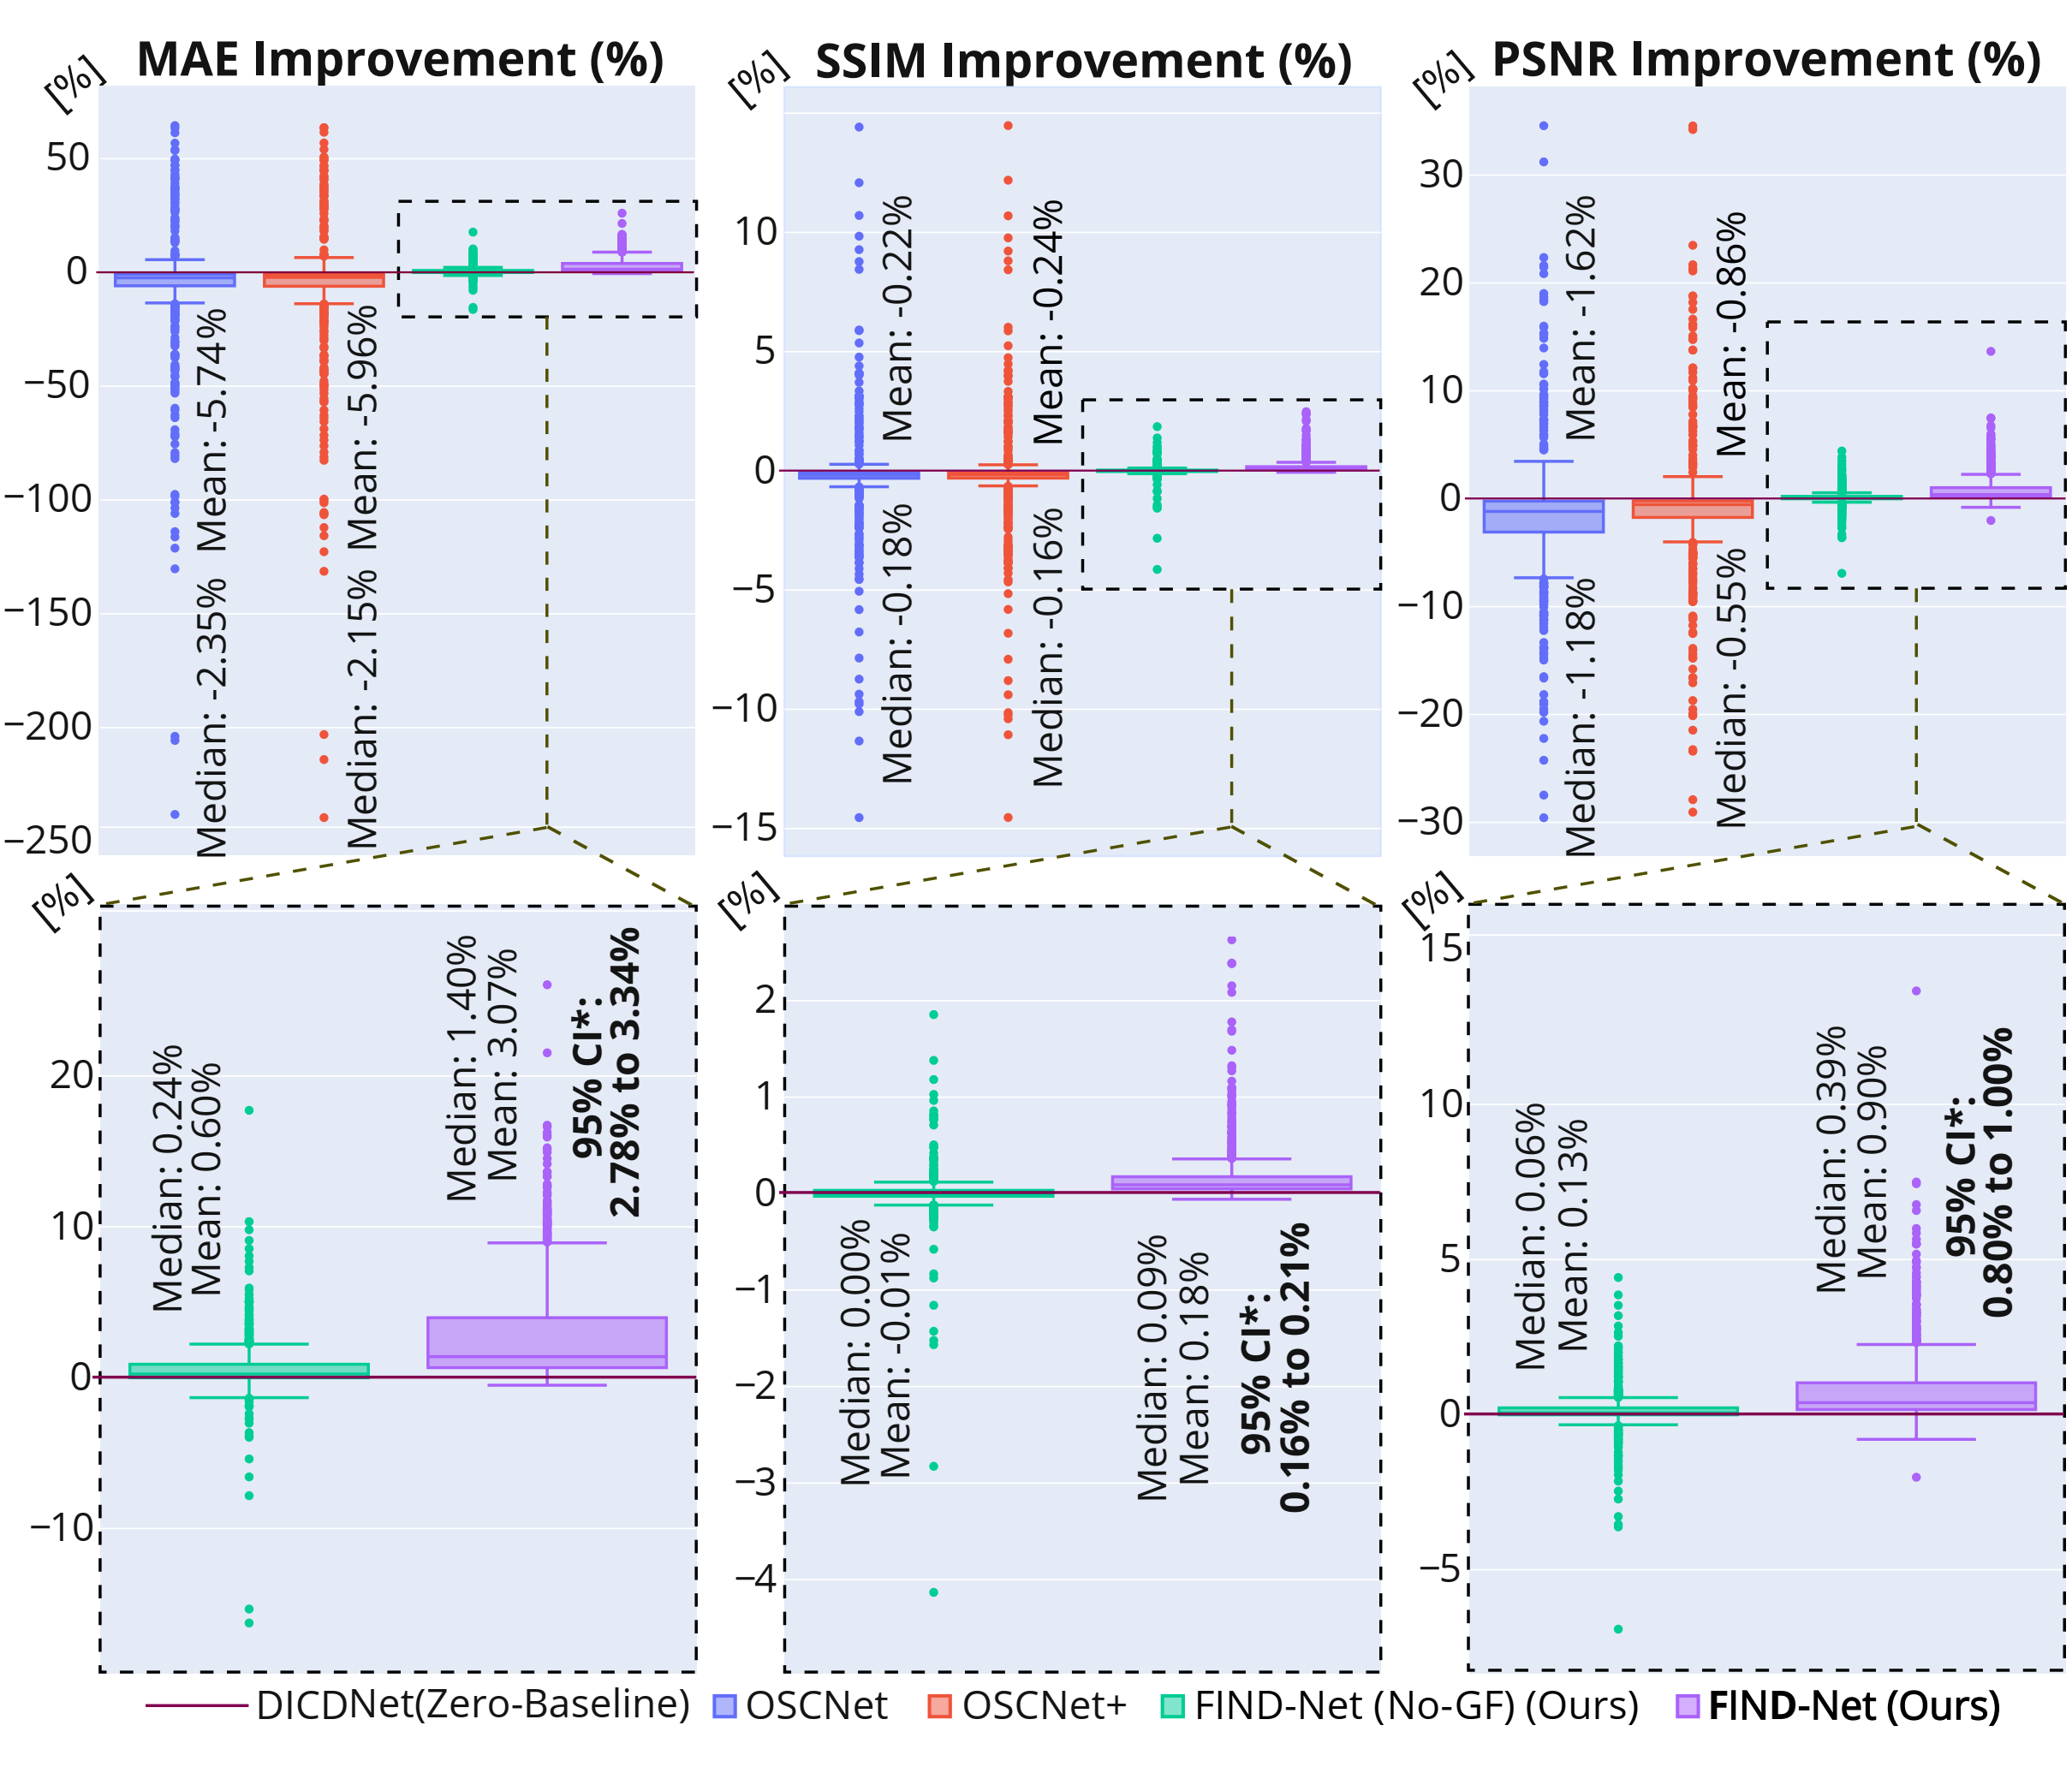 MAE Improvement (%)
[%]
50
0
−50
−100
−150
−200
−250
Mean: -5.74%
Median: -2.35%
Mean: -5.96%
Median: -2.15%
SSIM Improvement (%)
[%]
10
5
0
−5
−10
−15
Mean: -0.22%
Median: -0.18%
Mean: -0.24%
Median: -0.16%
PSNR Improvement (%)
[%]
30
20
10
0
−10
−20
−30
Mean: -1.62%
Median: -1.18%
Mean: -0.86%
Median: -0.55%
[%]
20
10
0
−10
Median: 0.24%
Mean: 0.60%
Median: 1.40%
Mean: 3.07%
95% CI*:
2.78% to 3.34%
[%]
2
1
0
−1
−2
−3
−4
Median: 0.00%
Mean: -0.01%
Median: 0.09%
Mean: 0.18%
95% CI*:
0.16% to 0.21%
[%]
15
10
5
0
−5
Median: 0.06%
Mean: 0.13%
Median: 0.39%
Mean: 0.90%
95% CI*:
0.80% to 1.00%
DICDNet(Zero-Baseline) OSCNet OSCNet+ FIND-Net (No-GF) (Ours) FIND-Net (Ours)